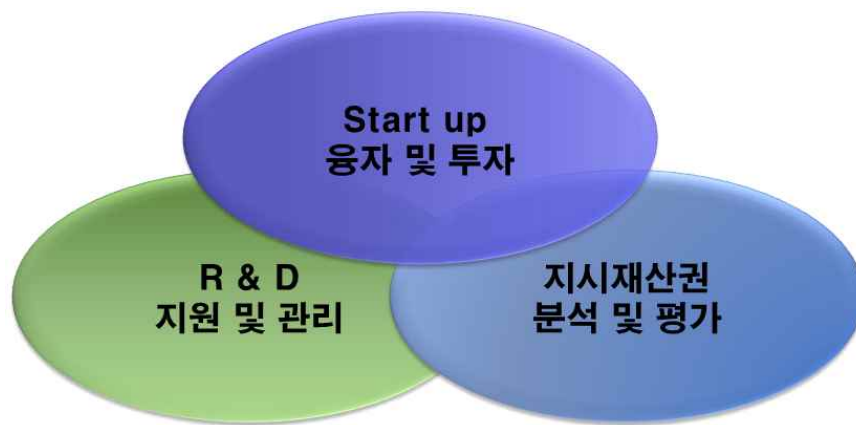 Start up
융자 및 투자
R & D
지원 및 관리
지시재산권
분석 및 평가